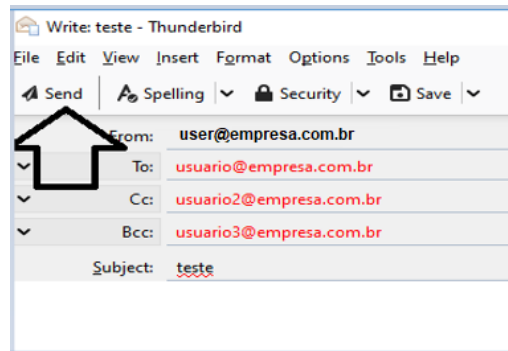 Write: teste - Thunderbird
File Edit View Insert Format Options Tools Help
Send Spelling Security Save
From: user@empresa.com.br
To: usuario@empresa.com.br
Cc: usuario2@empresa.com.br
Bcc: usuario3@empresa.com.br
Subject: teste